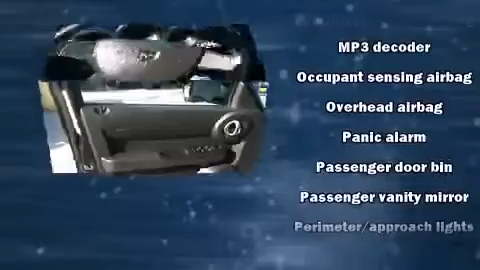 MP3 decoder
Occupant sensing airbag
Overhead airbag
Panic alarm
Passenger door bin
Passenger vanity mirror
Perimeter/approach lights